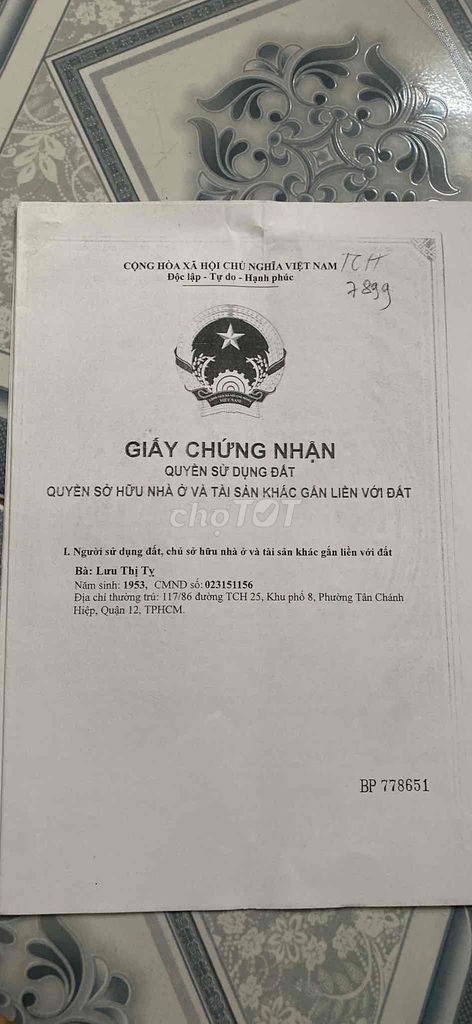 CỘNG HÒA XÃ HỘI CHỦ NGHĨA VIỆT NAM
Độc lập - Tự do - Hạnh phúc
TCH
7899
VIỆT NAM
GIẤY CHỨNG NHẬN
QUYỀN SỬ DỤNG ĐẤT
QUYỀN SỞ HỮU NHÀ Ở VÀ TÀI SẢN KHÁC GẮN LIỀN VỚI ĐẤT
chợTỐT
I. Người sử dụng đất, chủ sở hữu nhà ở và tài sản khác gắn liền với đất
Bà: Lưu Thị Tỵ
Năm sinh: 1953, CMND số: 023151156
Địa chỉ thường trú: 117/86 đường TCH 25, Khu phố 8, Phường Tân Chánh
Hiệp, Quận 12, TPHCM.
BP 778651